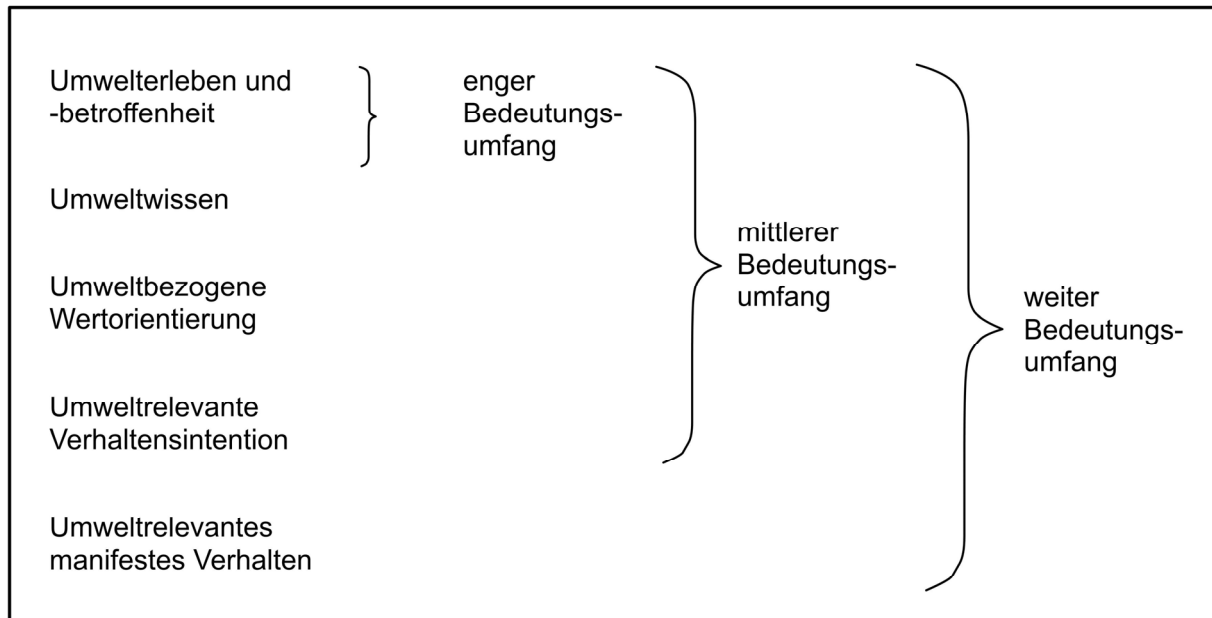 Umwelterleben und
-betroffenheit
enger
Bedeutungs-
umfang
Umweltwissen
mittlerer
Bedeutungs-
umfang
Umweltbezogene
Wertorientierung
weiter
Bedeutungs-
umfang
Umweltrelevante
Verhaltensintention
Umweltrelevantes
manifestes Verhalten